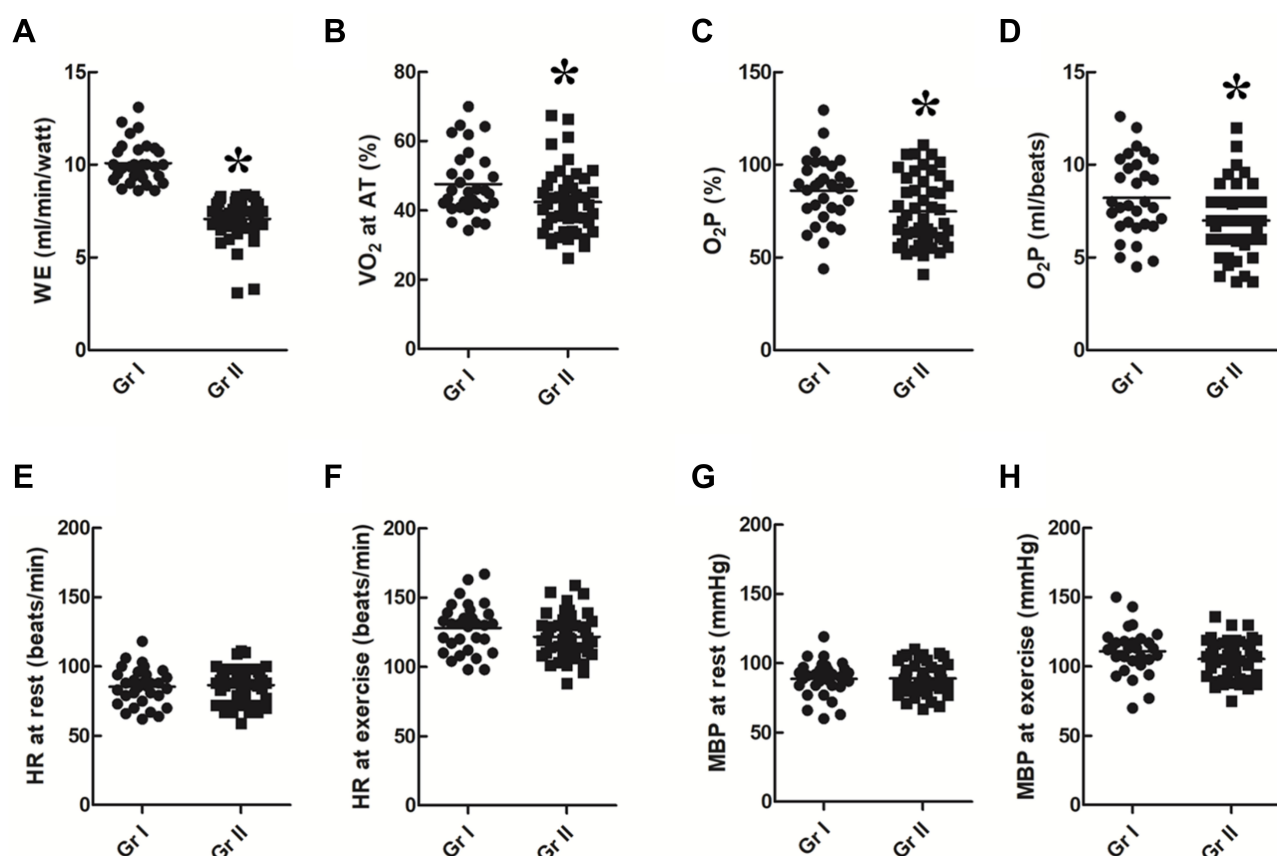 A
B
C
D
WE (ml/min/watt)
15
10
5
0
Gr I
Gr II
*
VO2 at AT (%)
80
60
40
20
0
Gr I
Gr II
*
O2P (%)
150
100
50
0
Gr I
Gr II
*
O2P (ml/beats)
15
10
5
0
Gr I
Gr II
*
E
F
G
H
HR at rest (beats/min)
200
150
100
50
0
Gr I
Gr II
HR at exercise (beats/min)
200
150
100
50
0
Gr I
Gr II
MBP at rest (mmHg)
200
150
100
50
0
Gr I
Gr II
MBP at exercise (mmHg)
200
150
100
50
0
Gr I
Gr II